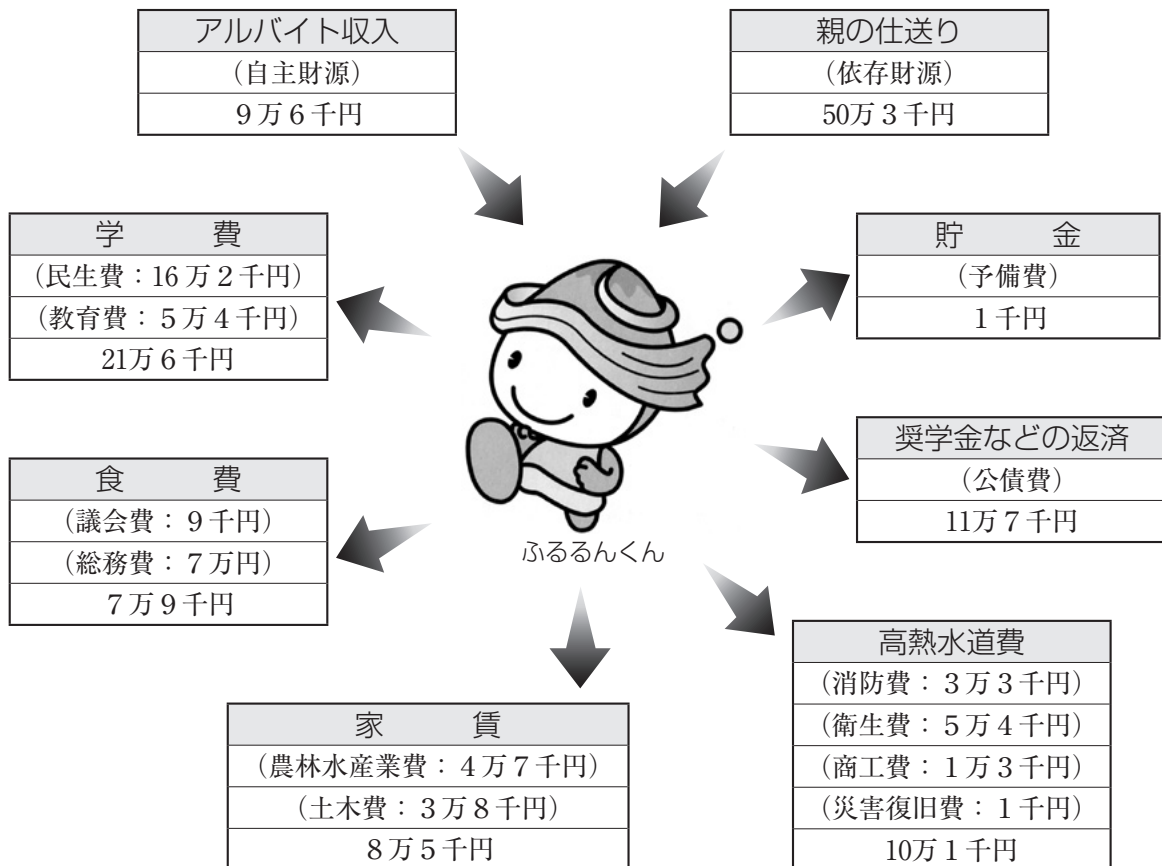 アルバイト収入
(自主財源)
9万6千円
親の仕送り
(依存財源)
50万3千円
学　　費
(民生費：16万2千円)
(教育費：5万4千円)
21万6千円
貯　　金
(予備費)
1千円
食　　費
(議会費：9千円)
(総務費：7万円)
7万9千円
奨学金などの返済
(公債費)
11万7千円
ふるるんくん
家　　賃
(農林水産業費：4万7千円)
(土木費：3万8千円)
8万5千円
高熱水道費
(消防費：3万3千円)
(衛生費：5万4千円)
(商工費：1万3千円)
(災害復旧費：1千円)
10万1千円